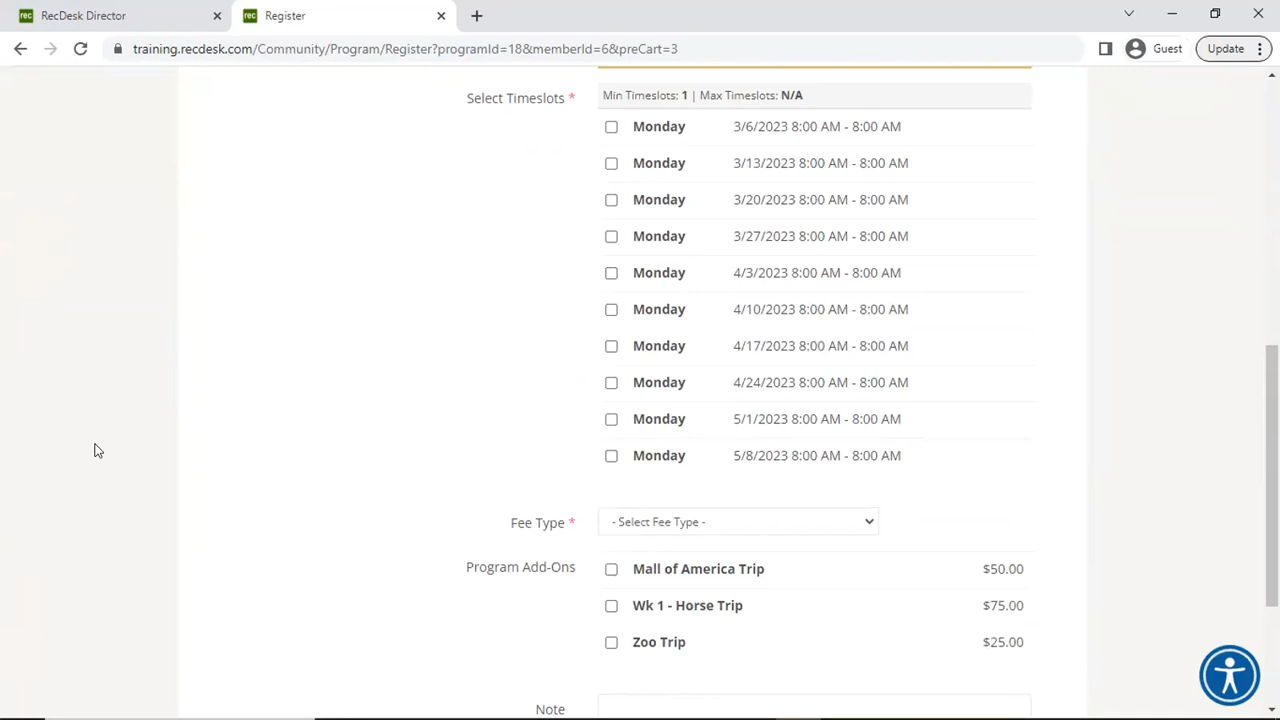 RecDesk Director
Register
training.recdesk.com/Community/Program/Register?programId=18&memberId=6&preCart=3
Guest
Update
Select Timeslots *
Min Timeslots: 1 | Max Timeslots: N/A
Monday 3/6/2023 8:00 AM - 8:00 AM
Monday 3/13/2023 8:00 AM - 8:00 AM
Monday 3/20/2023 8:00 AM - 8:00 AM
Monday 3/27/2023 8:00 AM - 8:00 AM
Monday 4/3/2023 8:00 AM - 8:00 AM
Monday 4/10/2023 8:00 AM - 8:00 AM
Monday 4/17/2023 8:00 AM - 8:00 AM
Monday 4/24/2023 8:00 AM - 8:00 AM
Monday 5/1/2023 8:00 AM - 8:00 AM
Monday 5/8/2023 8:00 AM - 8:00 AM
Fee Type * - Select Fee Type -
Program Add-Ons
Mall of America Trip $50.00
Wk 1 - Horse Trip $75.00
Zoo Trip $25.00
Note